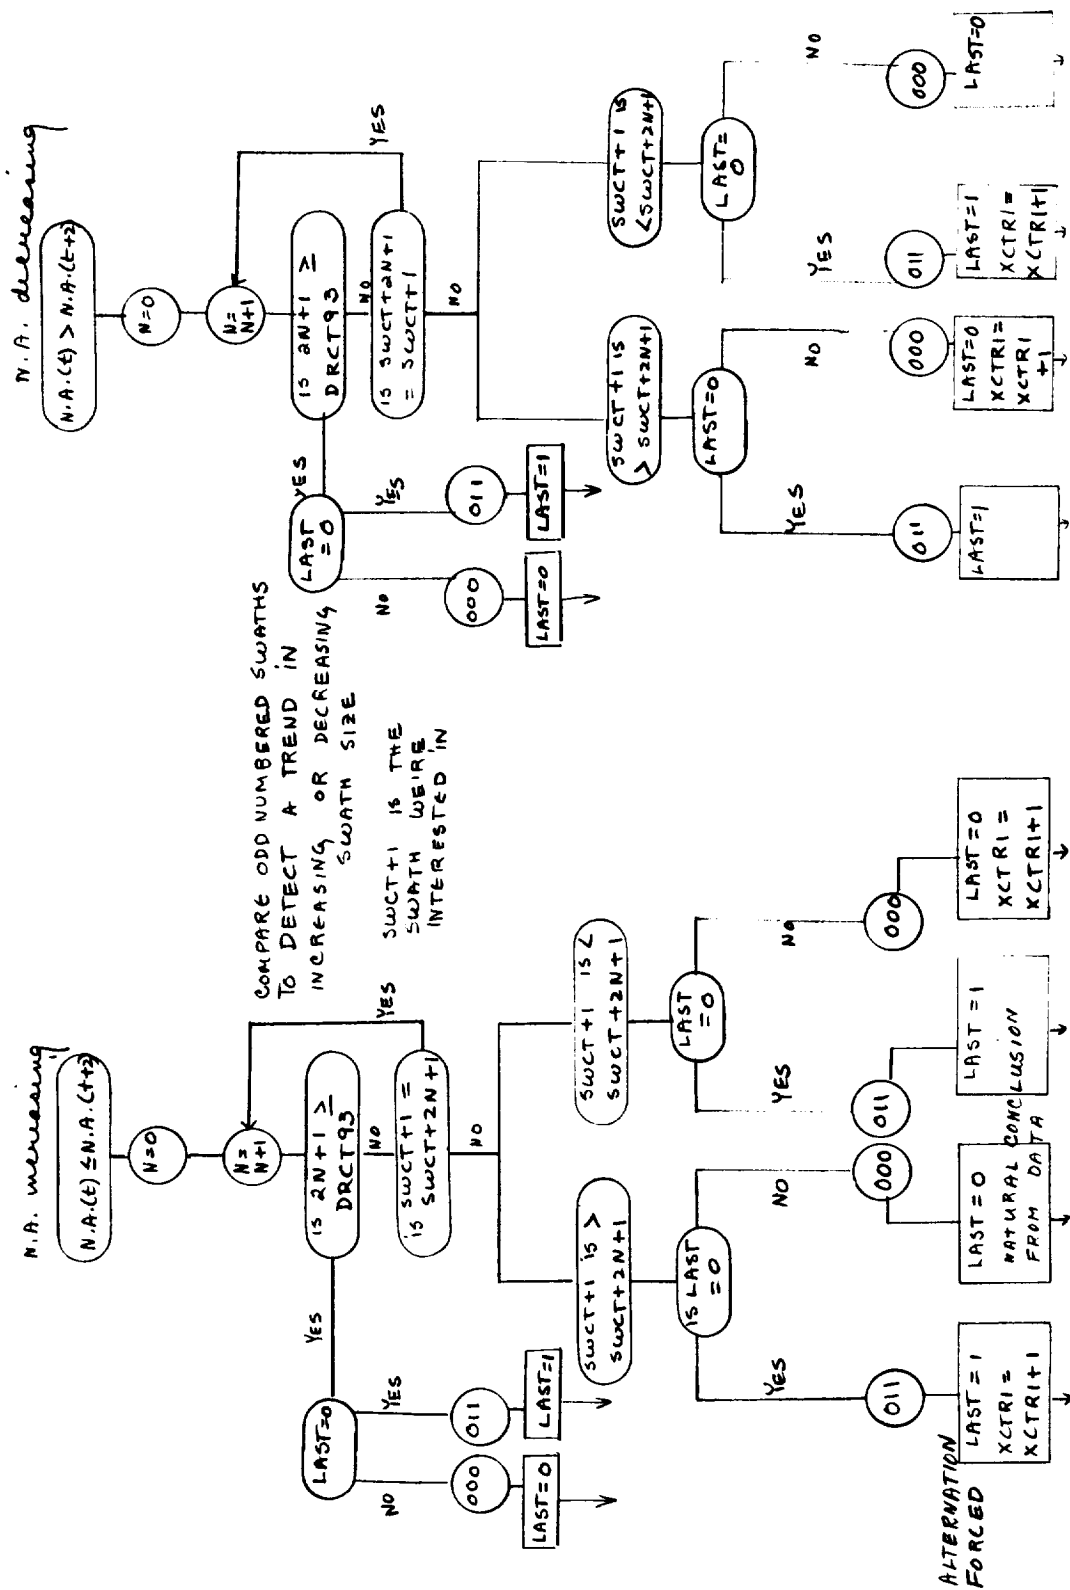 N.A. increasing
N.A.(t) ≤ N.A.(t+2)
N=0
N=
N+1
IS 2N+1 ≥
DRCT93
YES
NO
LAST=0
NO
YES
000
011
LAST=0
LAST=1
IS SWCT+1 =
SWCT+2N+1
YES
NO
SWCT+1 IS >
SWCT+2N+1
SWCT+1 IS <
SWCT+2N+1
IS LAST
=0
LAST
=0
YES
NO
YES
NO
011
000
011
000
ALTERNATION
FORCED
LAST=1
XCTR1=
XCTR1+1
LAST=0
LAST=1
NATURAL CONCLUSION
FROM DATA
LAST=0
XCTR1=
XCTR1+1
COMPARE ODD NUMBERED SWATHS
TO DETECT A TREND IN
INCREASING OR DECREASING
SWATH SIZE
SWCT+1 IS THE
SWATH WE'RE
INTERESTED IN
N.A. decreasing
N.A.(t) > N.A.(t+2)
N=0
N=
N+1
IS 2N+1 ≥
DRCT93
YES
NO
LAST
=0
NO
YES
000
011
LAST=0
LAST=1
IS SWCT+2N+1
= SWCT+1
YES
NO
SWCT+1 IS
> SWCT+2N+1
SWCT+1 IS
<SWCT+2N+1
LAST=0
LAST=
0
YES
NO
YES
NO
011
000
011
000
LAST=1
LAST=0
XCTR1=
XCTR1
+1
LAST=1
XCTR1=
XCTR1+1
LAST=0